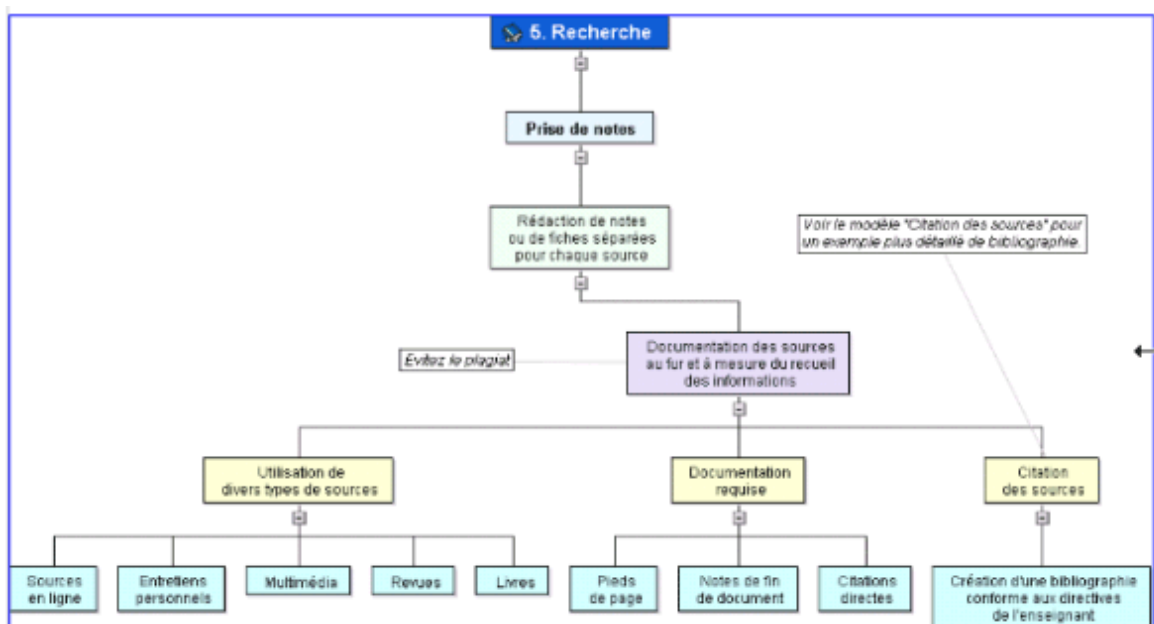 5. Recherche
Prise de notes
Rédaction de notes
ou de fiches séparées
pour chaque source
Voir le modèle "Citation des sources" pour
un exemple plus détaillé de bibliographie.
Documentation des sources
au fur et à mesure du recueil
des informations
Evitez le plagiat
Utilisation de
divers types de sources
Documentation
requise
Citation
des sources
Sources
en ligne
Entretiens
personnels
Multimédia
Revues
Livres
Pieds
de page
Notes de fin
de document
Citations
directes
Création d'une bibliographie
conforme aux directives
de l'enseignant